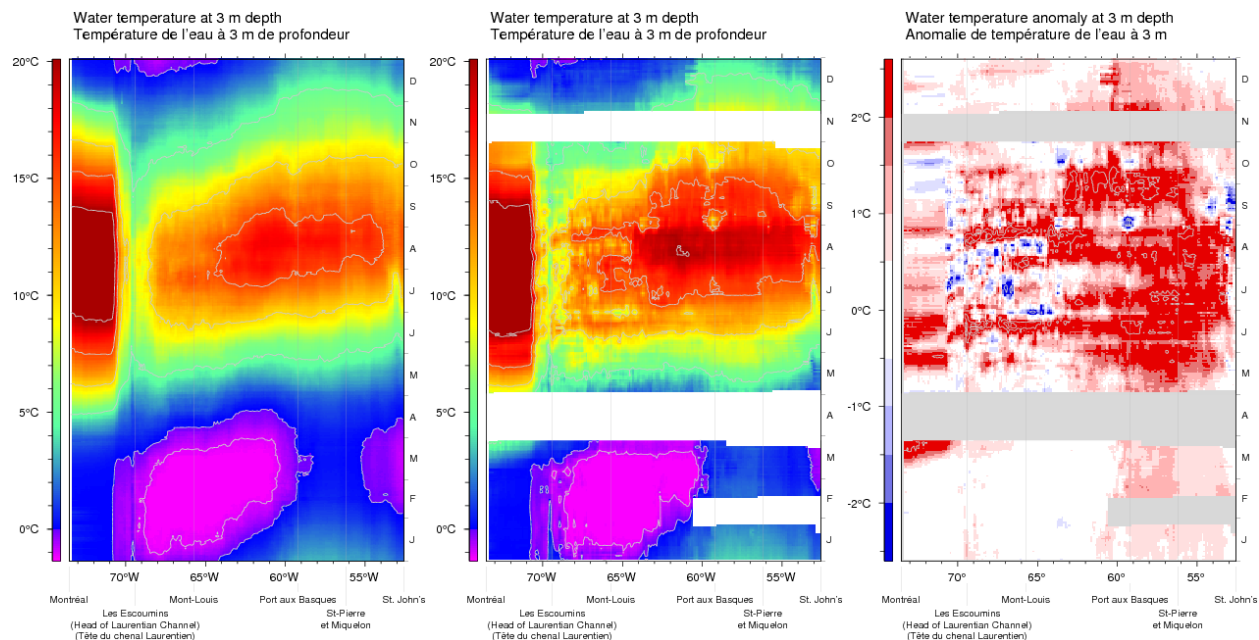 Water temperature at 3 m depth
Température de l'eau à 3 m de profondeur
20°C
15°C
10°C
5°C
0°C
D
N
O
S
A
J
J
M
A
M
F
J
70°W
65°W
60°W
55°W
Montréal
Mont-Louis
Port aux Basques
St. John's
Les Escoumins
(Head of Laurentian Channel)
(Tête du chenal Laurentien)
St-Pierre
et Miquelon
Water temperature at 3 m depth
Température de l'eau à 3 m de profondeur
20°C
15°C
10°C
5°C
0°C
D
N
O
S
A
J
J
M
A
M
F
J
70°W
65°W
60°W
55°W
Montréal
Mont-Louis
Port aux Basques
St. John's
Les Escoumins
(Head of Laurentian Channel)
(Tête du chenal Laurentien)
St-Pierre
et Miquelon
Water temperature anomaly at 3 m depth
Anomalie de température de l'eau à 3 m
2°C
1°C
0°C
-1°C
-2°C
D
N
O
S
A
J
J
M
A
M
F
J
70°
65°
60°
55°
Montréal
Mont-Louis
Port aux Basques
St. John's
Les Escoumins
(Head of Laurentian Channel)
(Tête du chenal Laurentien)
St-Pierre
et Miquelon